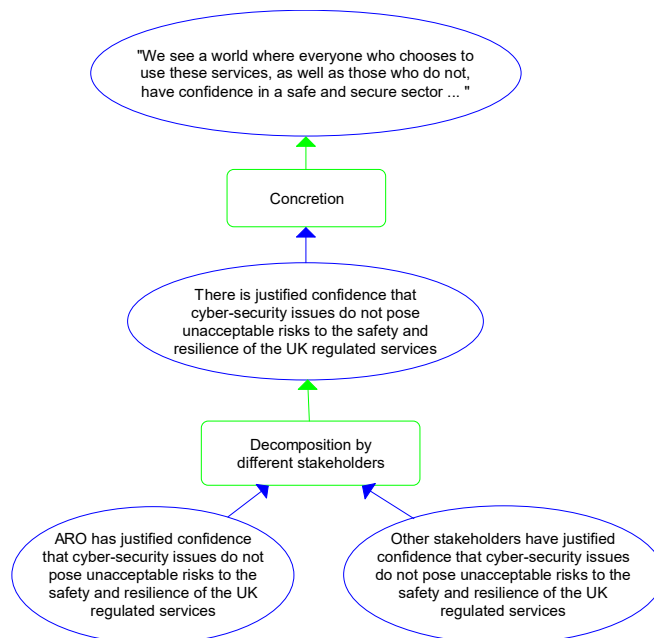 "We see a world where everyone who chooses to
use these services, as well as those who do not,
have confidence in a safe and secure sector ... "
Concretion
There is justified confidence that
cyber-security issues do not pose
unacceptable risks to the safety and
resilience of the UK regulated services
Decomposition by
different stakeholders
ARO has justified confidence
that cyber-security issues do not
pose unacceptable risks to the
safety and resilience of the UK
regulated services
Other stakeholders have justified
confidence that cyber-security issues
do not pose unacceptable risks to the
safety and resilience of the UK
regulated services